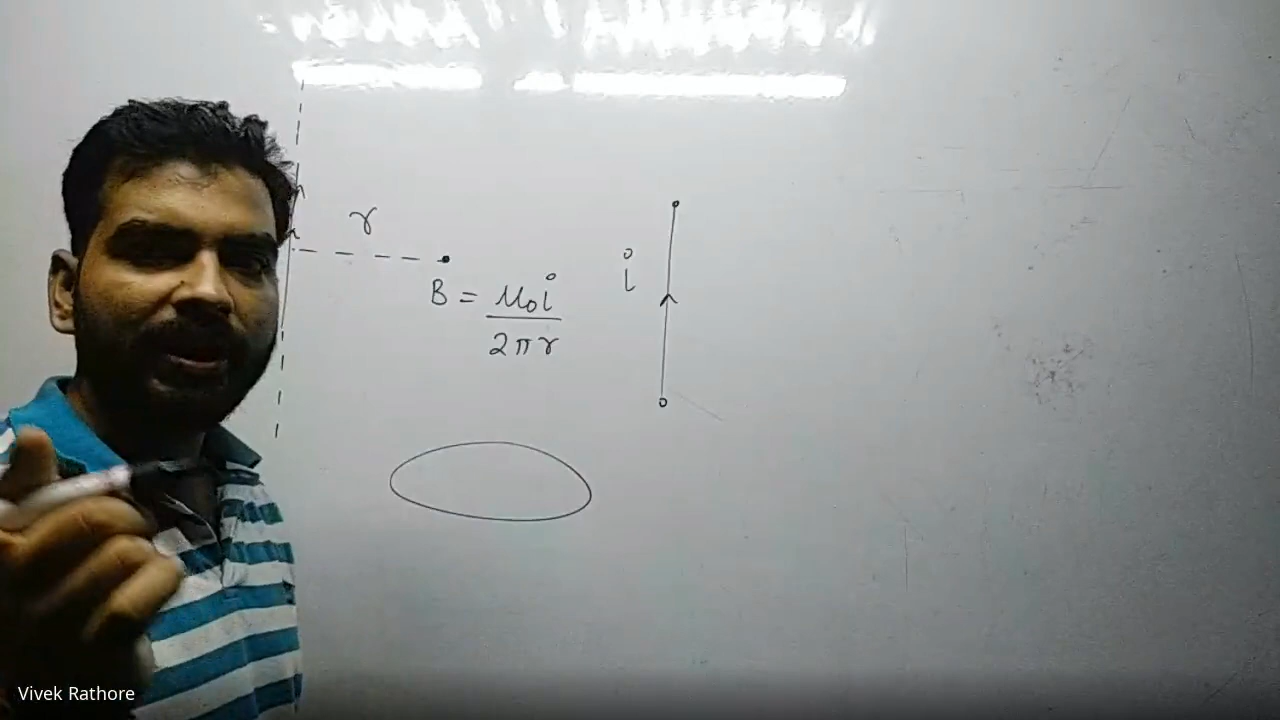 r
B = μ₀i / 2πr
i
Vivek Rathore